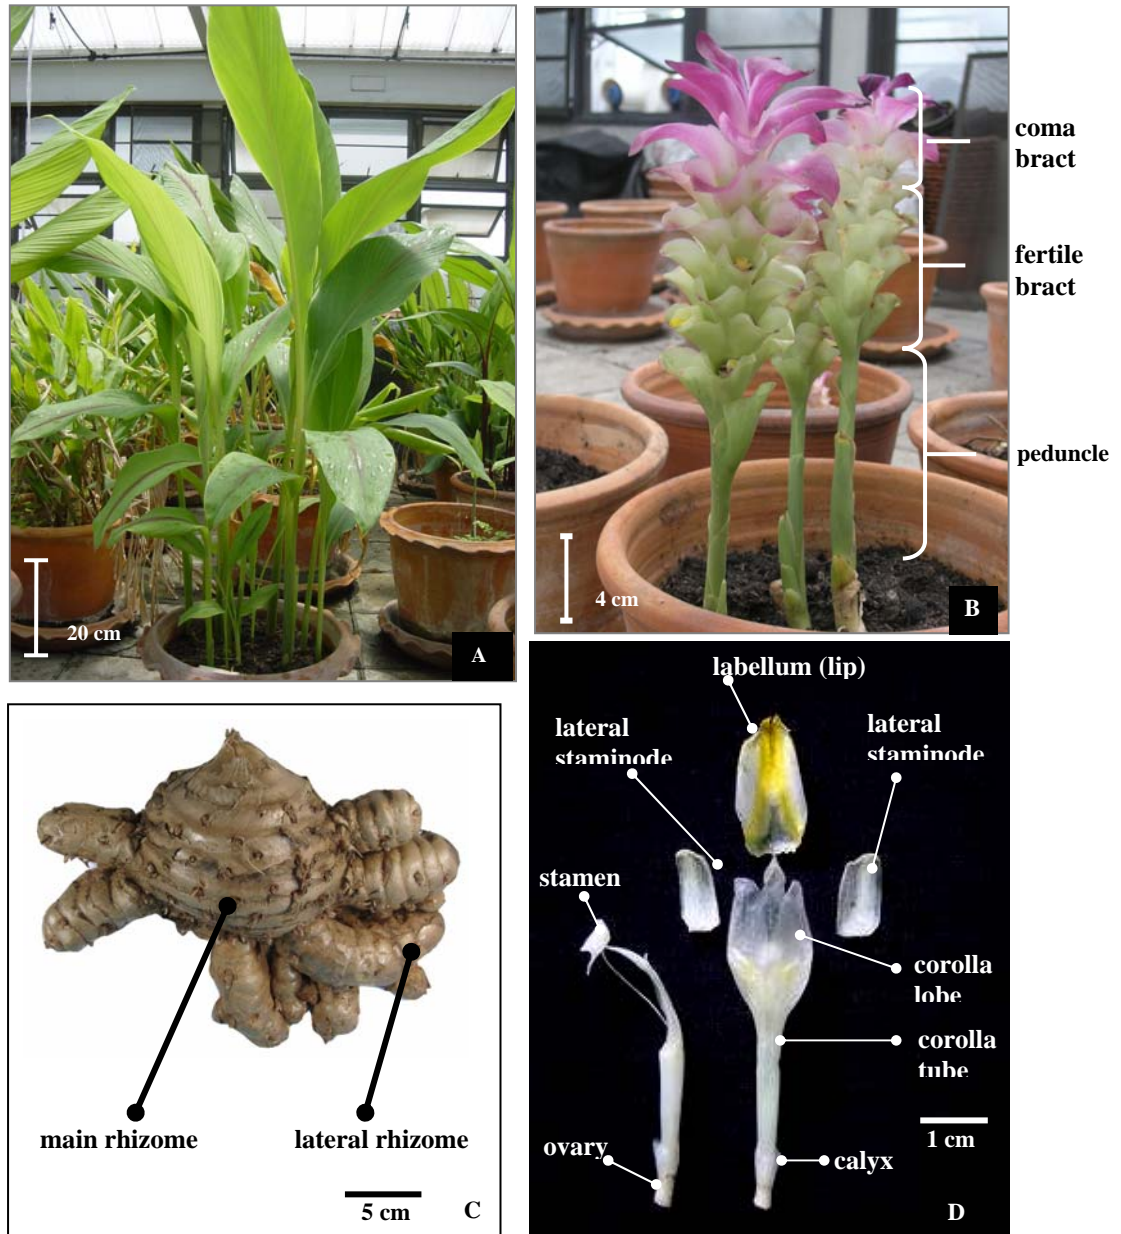 20 cm
A
coma
bract
fertile
bract
peduncle
4 cm
B
main rhizome
lateral rhizome
5 cm
C
labellum (lip)
lateral
staminode
lateral
staminode
stamen
corolla
lobe
corolla
tube
1 cm
ovary
calyx
D